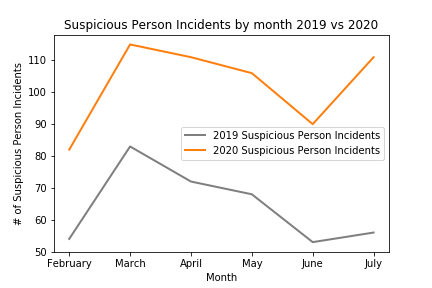 Suspicious Person Incidents by month 2019 vs 2020
# of Suspicious Person Incidents
110
100
90
80
70
60
50
2019 Suspicious Person Incidents
2020 Suspicious Person Incidents
February March April May June July
Month